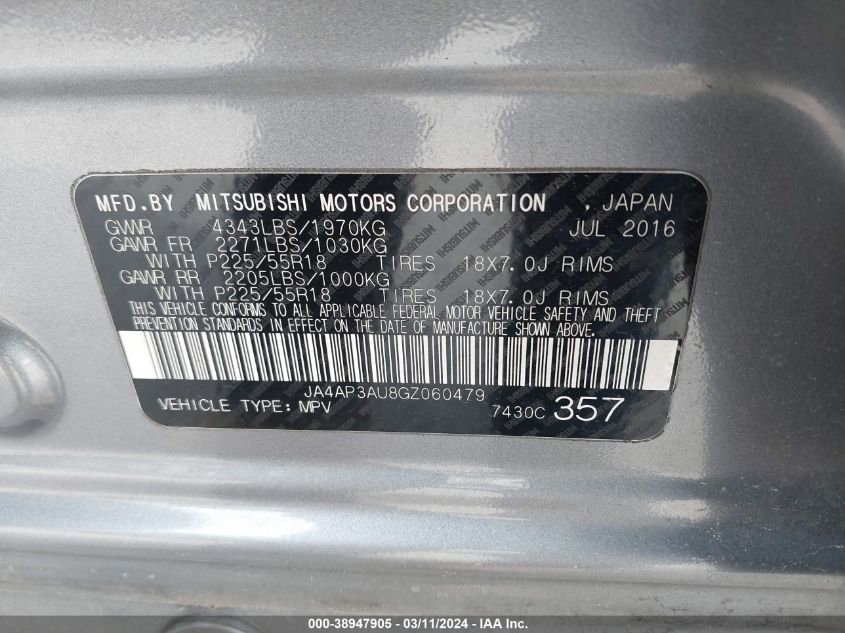 MFD.BY MITSUBISHI MOTORS CORPORATION , JAPAN
GVWR 4343LBS/1970KG JUL 2016
GAWR FR 2271LBS/1030KG
WITH P225/55R18 TIRES 18X7.0J RIMS
GAWR RR 2205LBS/1000KG
WITH P225/55R18 TIRES 18X7.0J RIMS
THIS VEHICLE CONFORMS TO ALL APPLICABLE FEDERAL MOTOR VEHICLE SAFETY AND THEFT
PREVENTION STANDARDS IN EFFECT ON THE DATE OF MANUFACTURE SHOWN ABOVE.
JA4AP3AU8GZ060479
VEHICLE TYPE: MPV 7430C 357
000-38947905 / 03/11/2024 - IAA Inc.